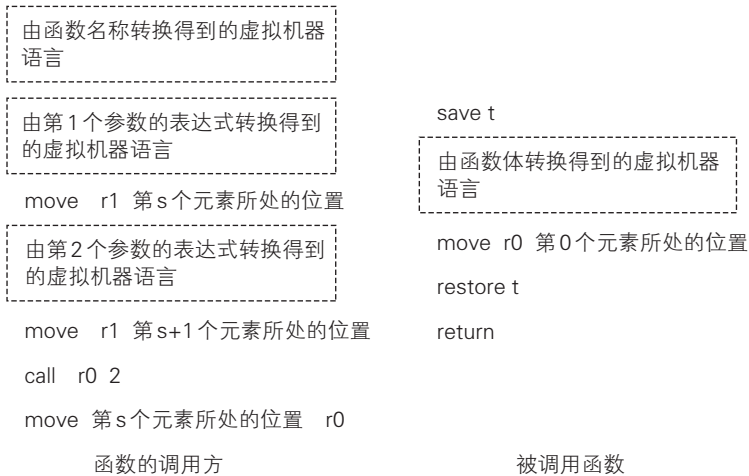 由函数名称转换得到的虚拟机器
语言
由第1个参数的表达式转换得到
的虚拟机器语言
move r1 第s个元素所处的位置
由第2个参数的表达式转换得到
的虚拟机器语言
move r1 第s+1个元素所处的位置
call r0 2
move 第s个元素所处的位置 r0
函数的调用方
save t
由函数体转换得到的虚拟机器
语言
move r0 第0个元素所处的位置
restore t
return
被调用函数